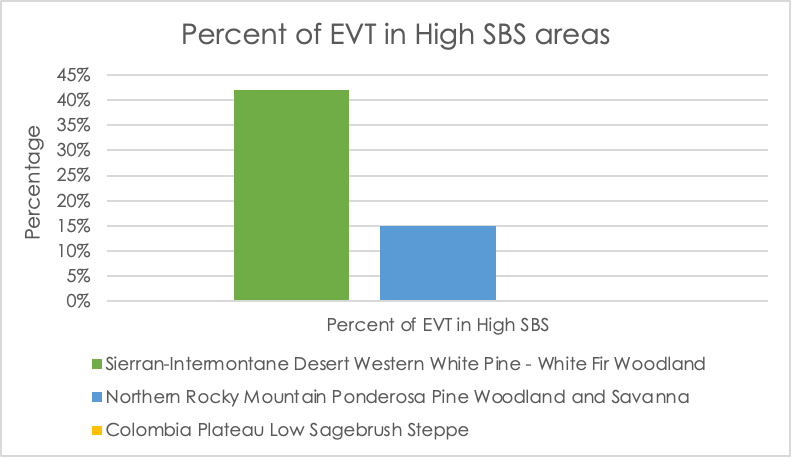 Percent of EVT in High SBS areas
45%
40%
35%
30%
25%
20%
15%
10%
5%
0%
Percentage
Percent of EVT in High SBS
Sierran-Intermontane Desert Western White Pine - White Fir Woodland
Northern Rocky Mountain Ponderosa Pine Woodland and Savanna
Colombia Plateau Low Sagebrush Steppe